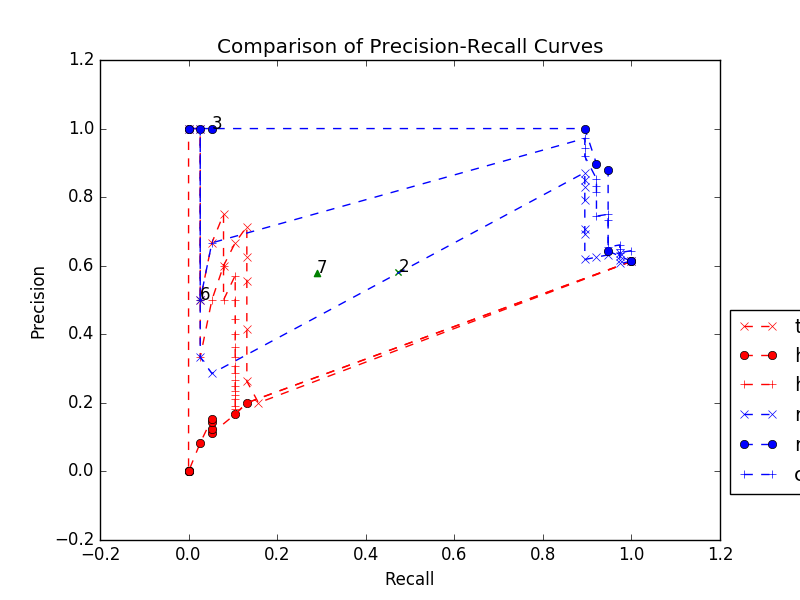 Comparison of Precision-Recall Curves
1.2
1.0
0.8
0.6
0.4
0.2
0.0
−0.2
Precision
3
7
2
6
t
h
h
r
r
c
−0.2 0.0 0.2 0.4 0.6 0.8 1.0 1.2
Recall